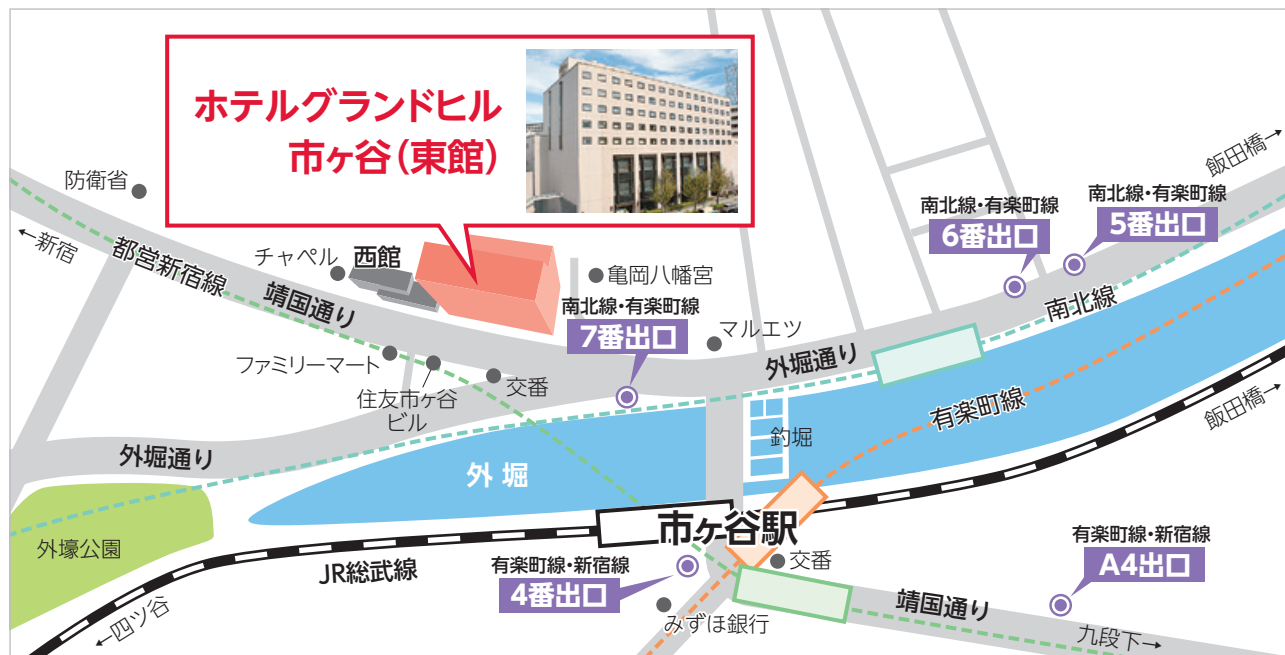 ホテルグランドヒル
市ヶ谷(東館)
防衛省
←新宿
都営新宿線
靖国通り
チャペル
西館
亀岡八幡宮
南北線・有楽町線
7番出口
マルエツ
南北線・有楽町線
6番出口
南北線・有楽町線
5番出口
飯田橋→
南北線
外堀通り
ファミリーマート
住友市ヶ谷
ビル
交番
有楽町線
飯田橋→
釣堀
外堀通り
外堀
外壕公園
市ヶ谷駅
JR総武線
←四ツ谷
有楽町線・新宿線
4番出口
みずほ銀行
交番
靖国通り
有楽町線・新宿線
A4出口
九段下→